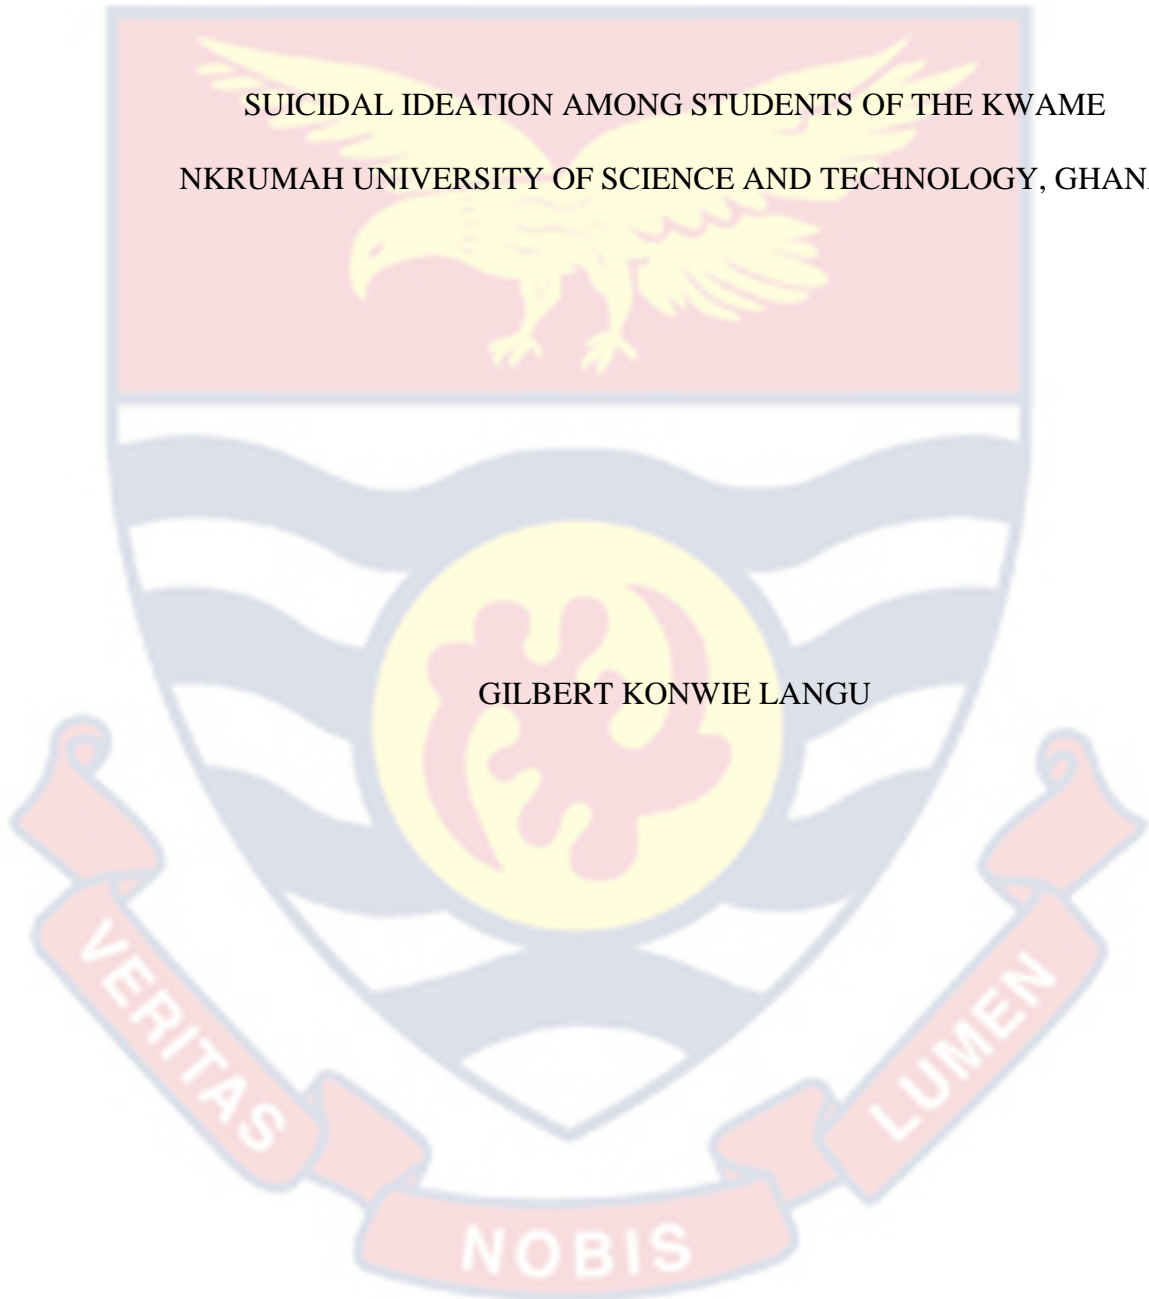 SUICIDAL IDEATION AMONG STUDENTS OF THE KWAME
NKRUMAH UNIVERSITY OF SCIENCE AND TECHNOLOGY, GHAN
GILBERT KONWIE LANGU
VERITAS
NOBIS
LUMEN